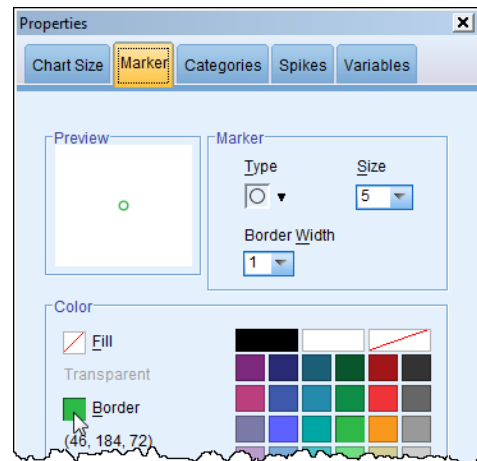 Properties
Chart Size Marker Categories Spikes Variables
Preview
Marker
Type Size
5
Border Width
1
Color
Fill
Transparent
Border
(46, 184, 72)